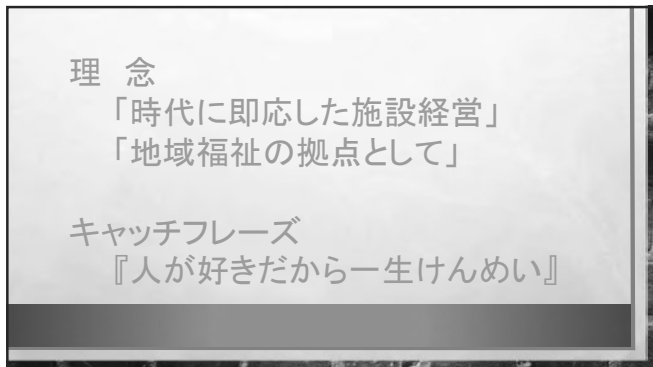 理　念
「時代に即応した施設経営」
「地域福祉の拠点として」
キャッチフレーズ
『人が好きだから一生けんめい』